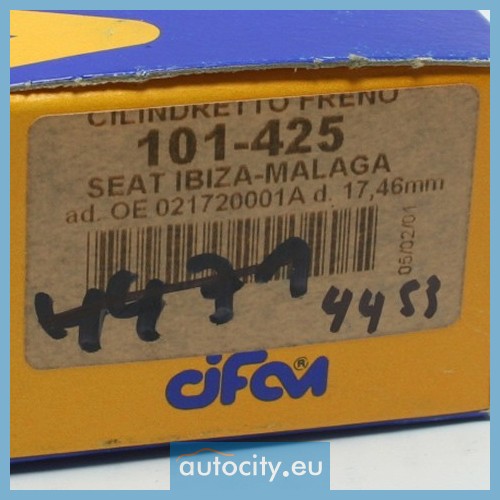 CILINDRETTO FRENO
101-425
SEAT IBIZA-MALAGA
ad. OE 021720001A d. 17,46mm
06/02/01
4471
4453
CIFAM®
autocity.eu